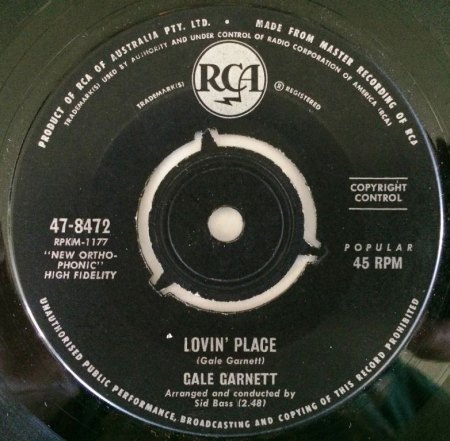 PRODUCT OF RCA OF AUSTRALIA PTY. LTD. • MADE FROM MASTER RECORDING OF RCA
TRADEMARK(S) USED BY AUTHORITY AND UNDER CONTROL OF RADIO CORPORATION OF AMERICA (RCA)
RCA
TRADEMARK(S) ® REGISTERED
COPYRIGHT
CONTROL
47-8472
RPKM-1177
"NEW ORTHO-
PHONIC"
HIGH FIDELITY
POPULAR
45 RPM
LOVIN' PLACE
(Gale Garnett)
GALE GARNETT
Arranged and conducted by
Sid Bass (2.48)
UNAUTHORISED PUBLIC PERFORMANCE, BROADCASTING AND COPYING OF THIS RECORD PROHIBITED